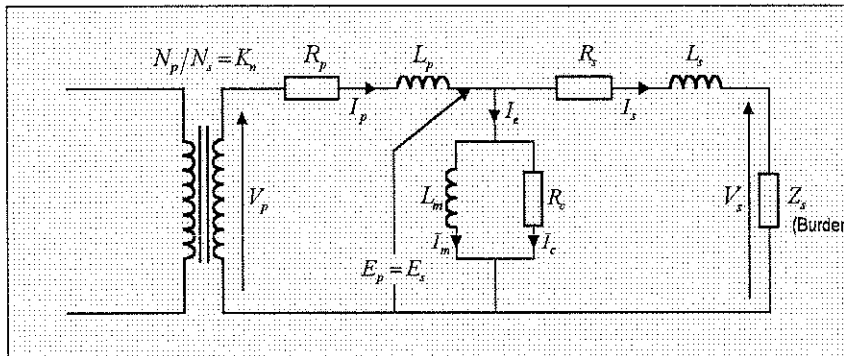 N_p/N_s = K_n
R_p
L_p
R_s
L_s
I_p
I_e
I_s
V_p
L_m
R_c
V_s
Z_s
(Burden
I_m
I_c
E_p = E_s